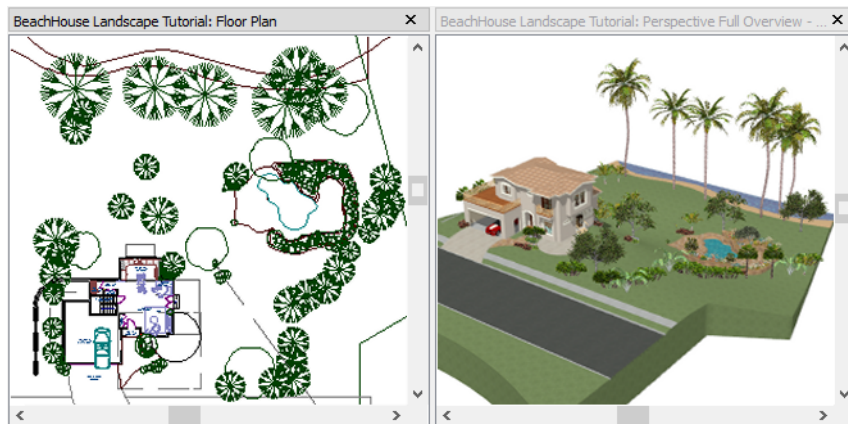 BeachHouse Landscape Tutorial: Floor Plan
BeachHouse Landscape Tutorial: Perspective Full Overview - ...